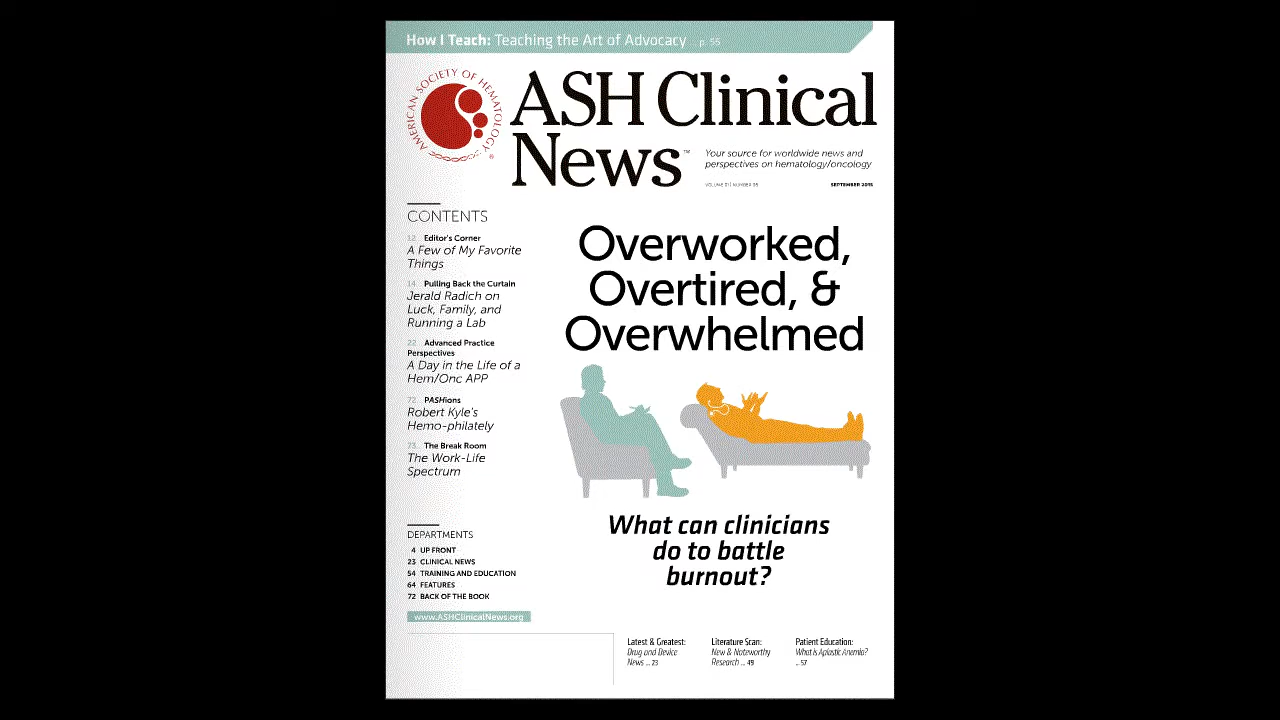 How I Teach: Teaching the Art of Advocacy ... p. 55
AMERICAN SOCIETY OF HEMATOLOGY
®
ASH Clinical
News™
Your source for worldwide news and
perspectives on hematology/oncology
SEPTEMBER 2015
CONTENTS
12 Editor's Corner
A Few of My Favorite
Things
14 Pulling Back the Curtain
Jerald Radich on
Luck, Family, and
Running a Lab
22 Advanced Practice
Perspectives
A Day in the Life of a
Hem/Onc APP
72 PASHions
Robert Kyle's
Hemo-philately
73 The Break Room
The Work-Life
Spectrum
Overworked,
Overtired, &
Overwhelmed
What can clinicians
do to battle
burnout?
DEPARTMENTS
4 UP FRONT
23 CLINICAL NEWS
54 TRAINING AND EDUCATION
64 FEATURES
72 BACK OF THE BOOK
www.ASHClinicalNews.org
Latest & Greatest:
Drug and Device
News ... 23
Literature Scan:
New & Noteworthy
Research ... 49
Patient Education:
What Is Aplastic Anemia?
... 57